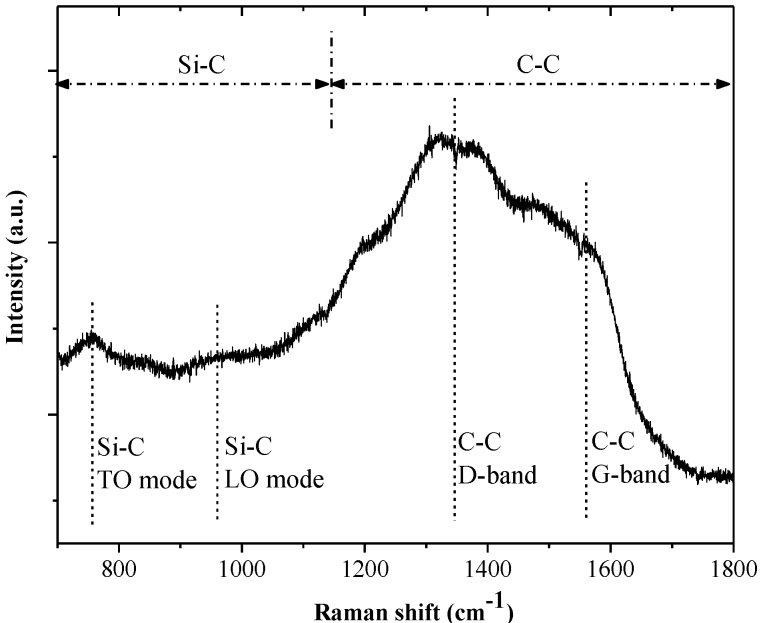 Si-C
C-C
Intensity (a.u.)
Si-C
TO mode
Si-C
LO mode
C-C
D-band
C-C
G-band
800
1000
1200
1400
1600
1800
Raman shift (cm-1)